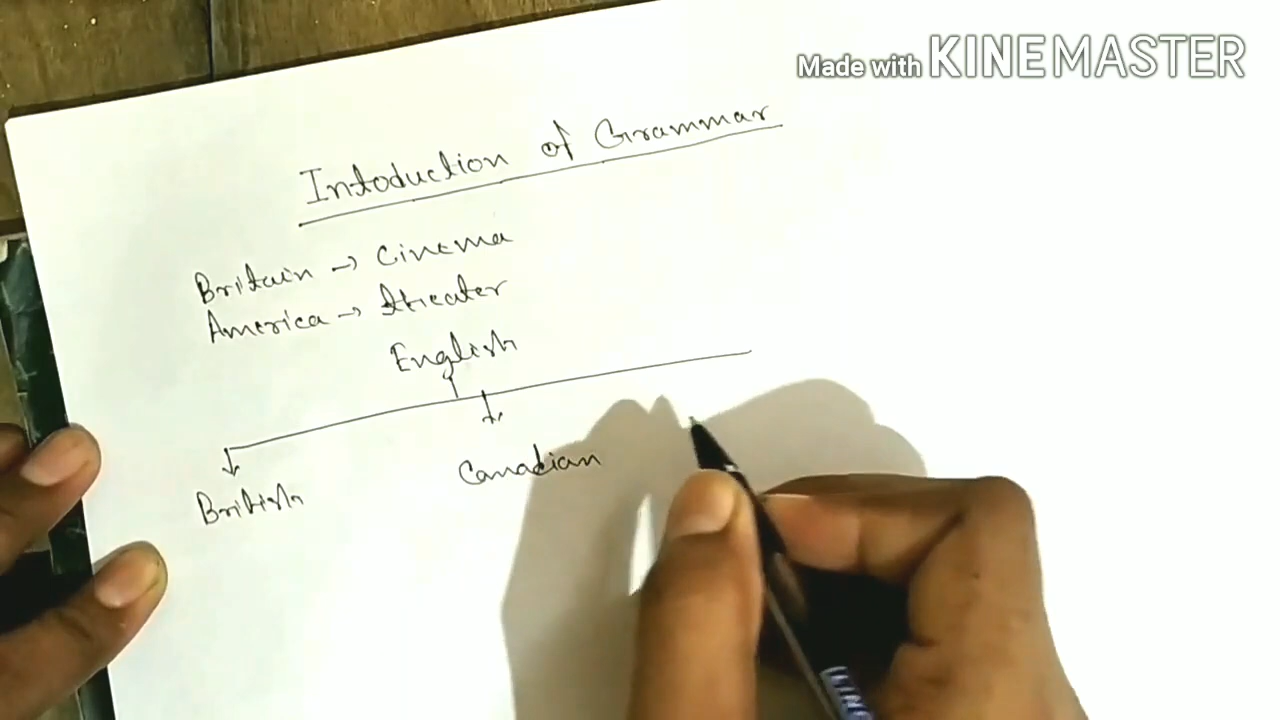 Made with KINEMASTER
Intoduction of Grammar
Britain → Cinema
America → theater
English
British Canadian